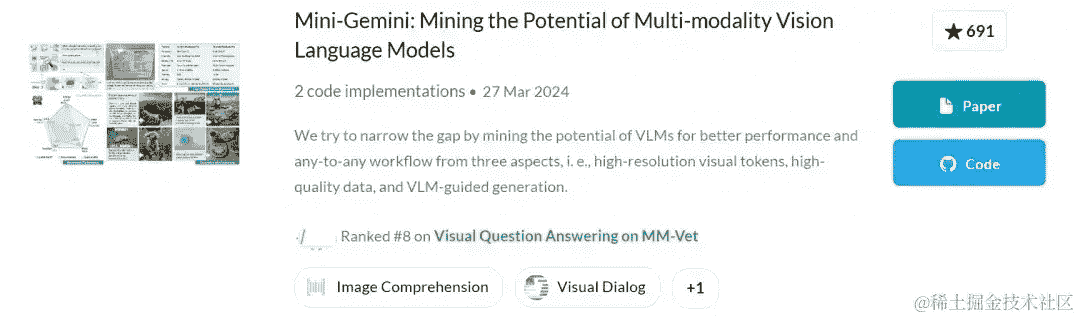 Mini-Gemini: Mining the Potential of Multi-modality Vision
Language Models
★ 691
2 code implementations • 27 Mar 2024
Paper
We try to narrow the gap by mining the potential of VLMs for better performance and
any-to-any workflow from three aspects, i. e., high-resolution visual tokens, high-
quality data, and VLM-guided generation.
Code
Ranked #8 on Visual Question Answering on MM-Vet
Image Comprehension
Visual Dialog
+1
@稀土掘金技术社区